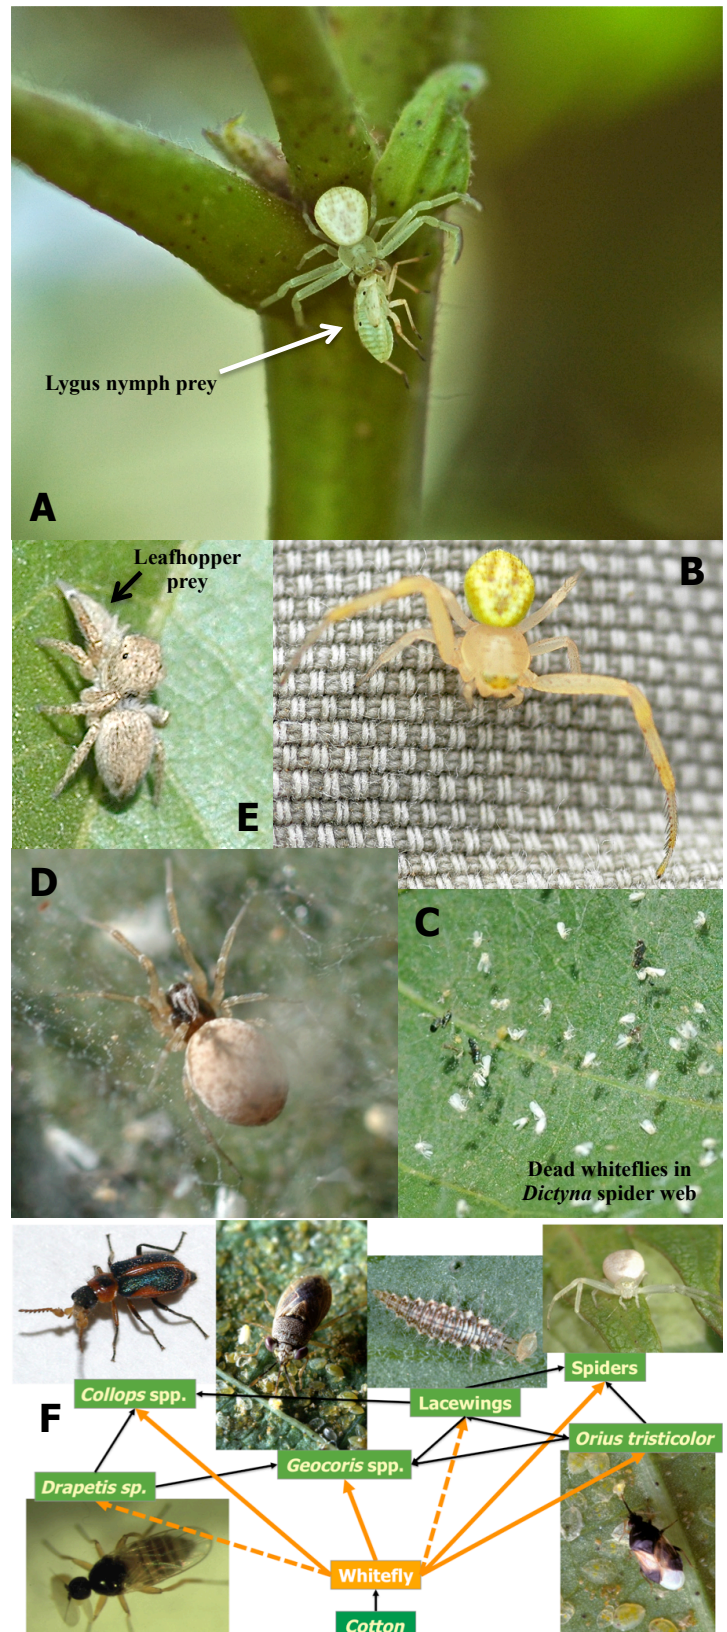 Lygus nymph prey
A
Leafhopper
prey
B
E
D
C
Dead whiteflies in
Dictyna spider web
Spiders
Collops spp.
Lacewings
F
Orius tristicolor
Geocoris spp.
Drapetis sp.
Whitefly
Cotton